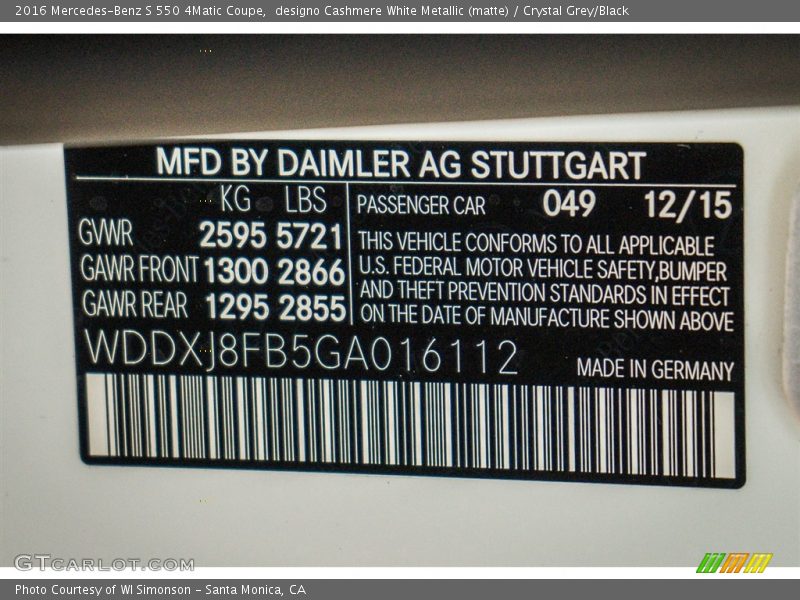 2016 Mercedes-Benz S 550 4Matic Coupe,  designo Cashmere White Metallic (matte) / Crystal Grey/Black
MFD BY DAIMLER AG STUTTGART
KG LBS
GVWR 2595 5721
GAWR FRONT 1300 2866
GAWR REAR 1295 2855
PASSENGER CAR 049 12/15
THIS VEHICLE CONFORMS TO ALL APPLICABLE
U.S. FEDERAL MOTOR VEHICLE SAFETY,BUMPER
AND THEFT PREVENTION STANDARDS IN EFFECT
ON THE DATE OF MANUFACTURE SHOWN ABOVE
WDDXJ8FB5GA016112
MADE IN GERMANY
GTCARLOT.COM
Photo Courtesy of WI Simonson - Santa Monica, CA